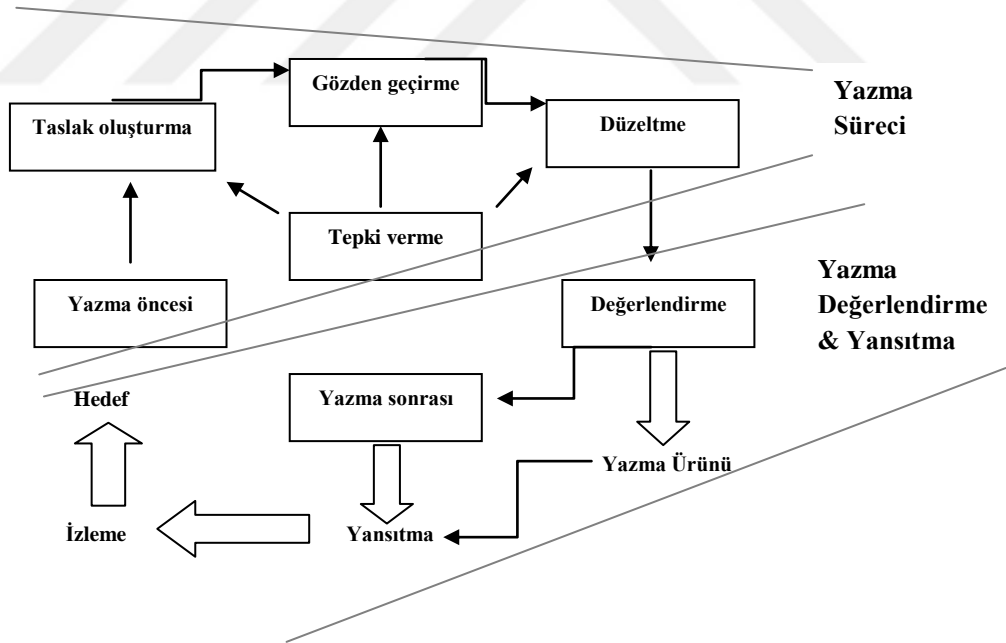 Gözden geçirme
Yazma
Süreci
Taslak oluşturma
Düzeltme
Tepki verme
Yazma öncesi
Değerlendirme
Yazma
Değerlendirme
& Yansıtma
Hedef
Yazma sonrası
Yazma Ürünü
İzleme
Yansıtma